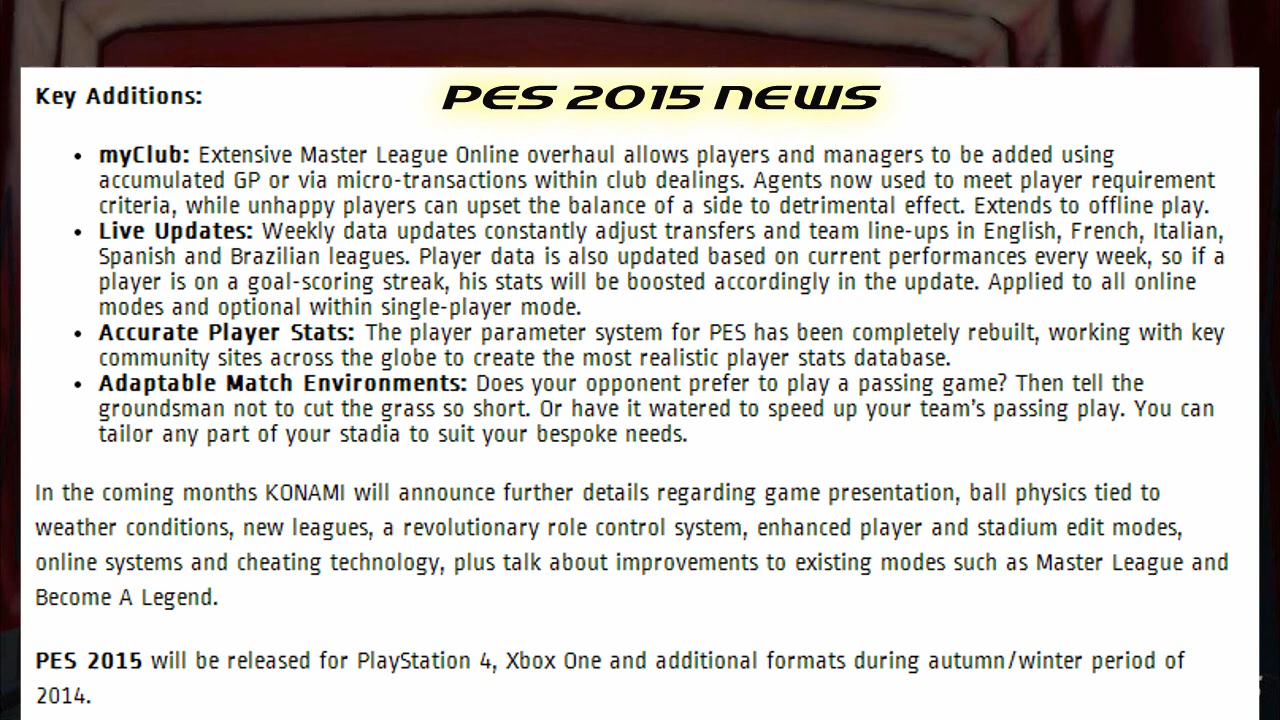 PES 2015 NEWS
Key Additions:
• myClub: Extensive Master League Online overhaul allows players and managers to be added using
accumulated GP or via micro-transactions within club dealings. Agents now used to meet player requirement
criteria, while unhappy players can upset the balance of a side to detrimental effect. Extends to offline play.
• Live Updates: Weekly data updates constantly adjust transfers and team line-ups in English, French, Italian,
Spanish and Brazilian leagues. Player data is also updated based on current performances every week, so if a
player is on a goal-scoring streak, his stats will be boosted accordingly in the update. Applied to all online
modes and optional within single-player mode.
• Accurate Player Stats: The player parameter system for PES has been completely rebuilt, working with key
community sites across the globe to create the most realistic player stats database.
• Adaptable Match Environments: Does your opponent prefer to play a passing game? Then tell the
groundsman not to cut the grass so short. Or have it watered to speed up your team's passing play. You can
tailor any part of your stadia to suit your bespoke needs.
In the coming months KONAMI will announce further details regarding game presentation, ball physics tied to
weather conditions, new leagues, a revolutionary role control system, enhanced player and stadium edit modes,
online systems and cheating technology, plus talk about improvements to existing modes such as Master League and
Become A Legend.
PES 2015 will be released for PlayStation 4, Xbox One and additional formats during autumn/winter period of
2014.